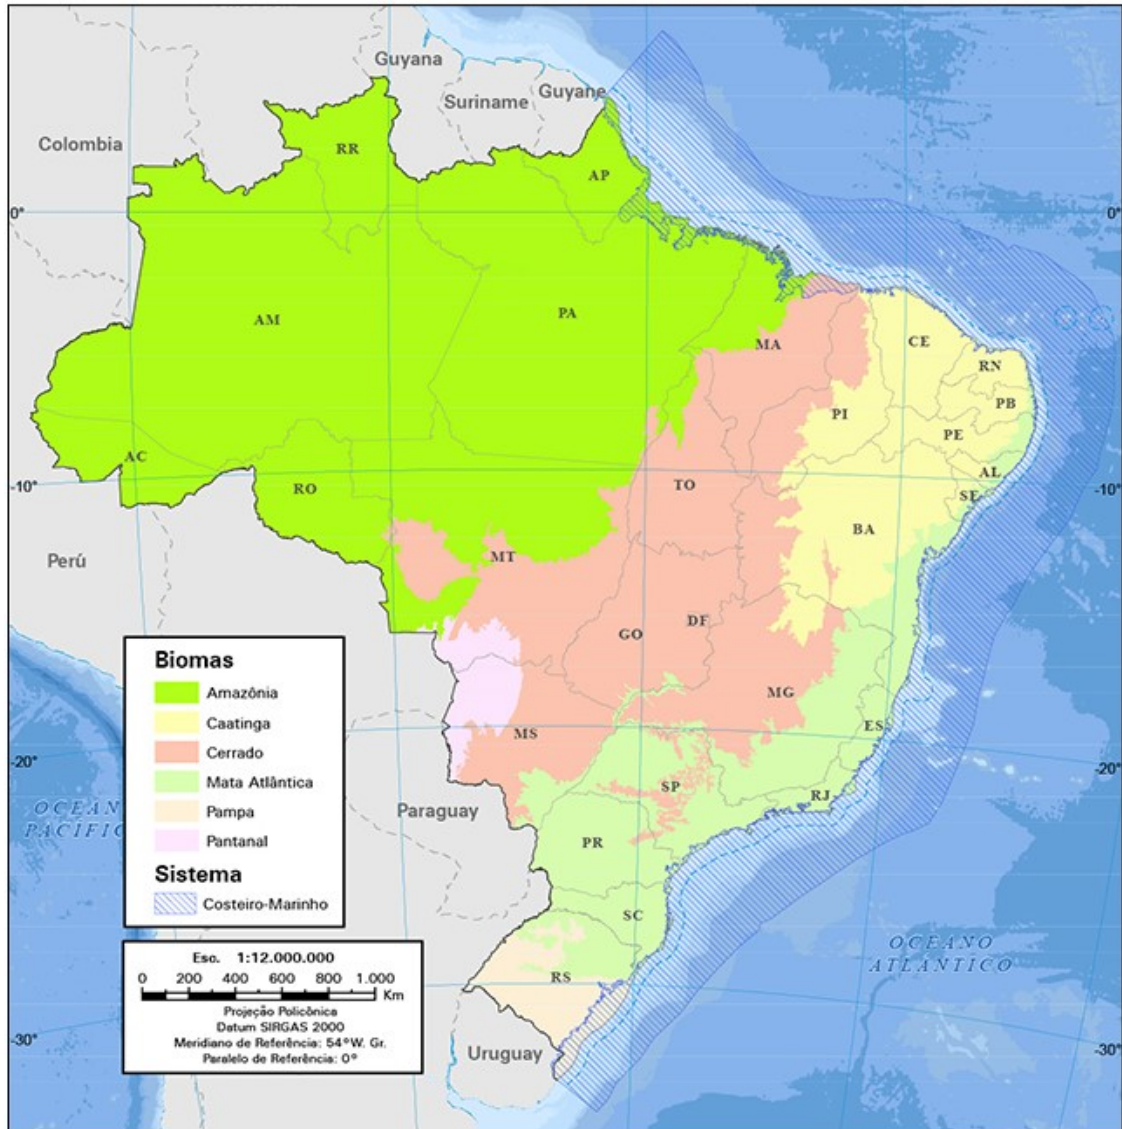 Guyana
Suriname
Guyane
Colombia
RR
AP
0°
0°
AM
PA
MA
CE
RN
PI
PB
PE
AC
AL
-10°
RO
TO
SE
-10°
BA
MT
Perú
GO
DF
MG
MS
ES
-20°
-20°
SP
RJ
OCEANO
PACÍFIC
Paraguay
PR
SC
OCEANO
ATLÂNTICO
RS
-30°
-30°
Uruguay
Biomas
Amazônia
Caatinga
Cerrado
Mata Atlântica
Pampa
Pantanal
Sistema
Costeiro-Marinho
Esc. 1:12.000.000
0 200 400 600 800 1.000
Km
Projeção Policônica
Datum SIRGAS 2000
Meridiano de Referência: 54°W. Gr.
Paralelo de Referência: 0°